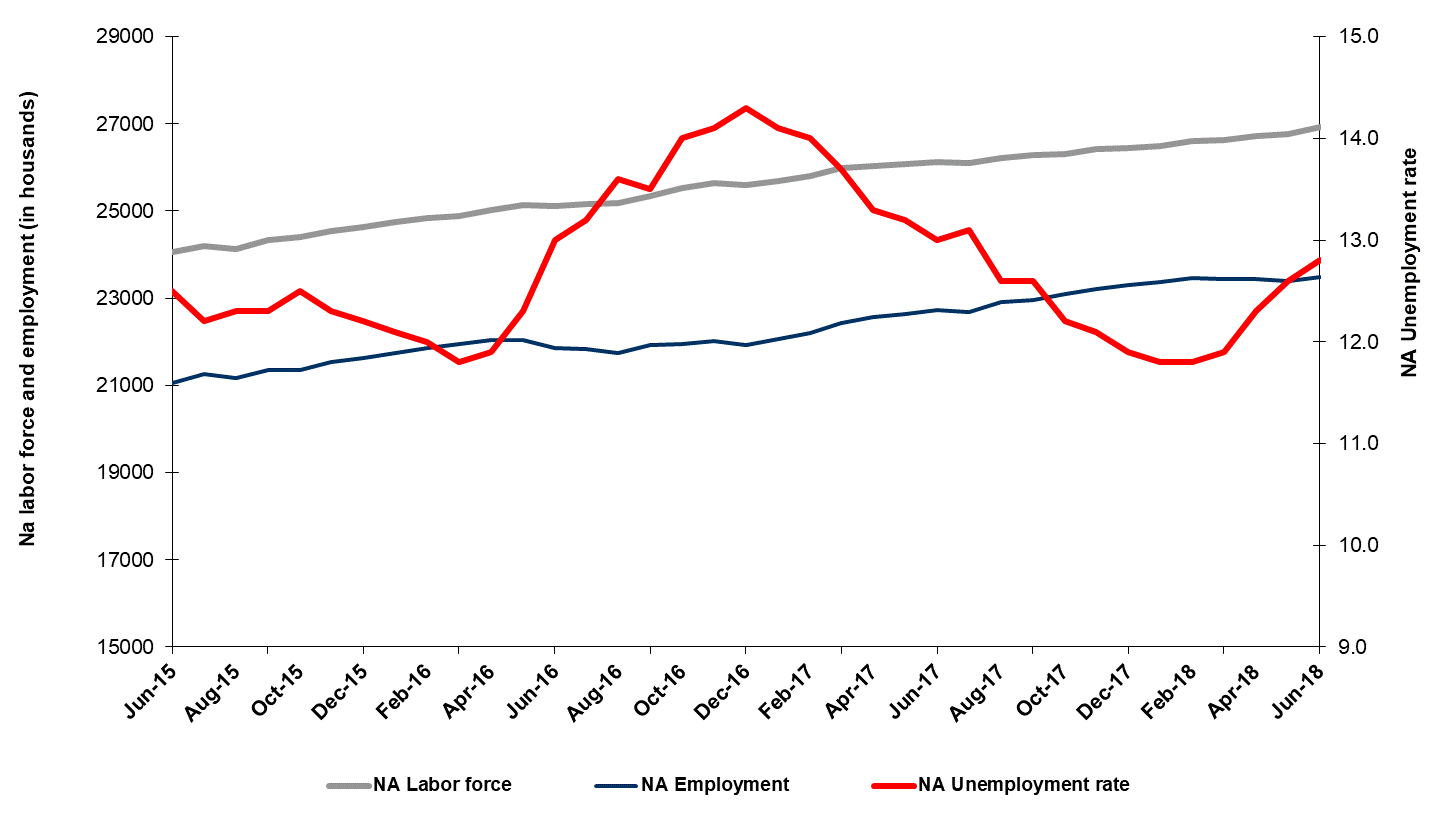 Na labor force and employment (in housands)
29000
27000
25000
23000
21000
19000
17000
15000
15.0
14.0
13.0
12.0
11.0
10.0
9.0
NA Unemployment rate
Jun-15
Aug-15
Oct-15
Dec-15
Feb-16
Apr-16
Jun-16
Aug-16
Oct-16
Dec-16
Feb-17
Apr-17
Jun-17
Aug-17
Oct-17
Dec-17
Feb-18
Apr-18
Jun-18
NA Labor force
NA Employment
NA Unemployment rate